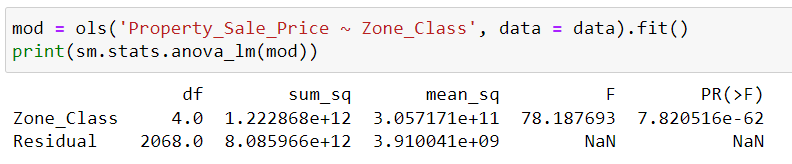 mod = ols('Property_Sale_Price ~ Zone_Class', data = data).fit()
print(sm.stats.anova_lm(mod))
df sum_sq mean_sq F PR(>F)
Zone_Class 4.0 1.222868e+12 3.057171e+11 78.187693 7.820516e-62
Residual 2068.0 8.085966e+12 3.910041e+09 NaN NaN